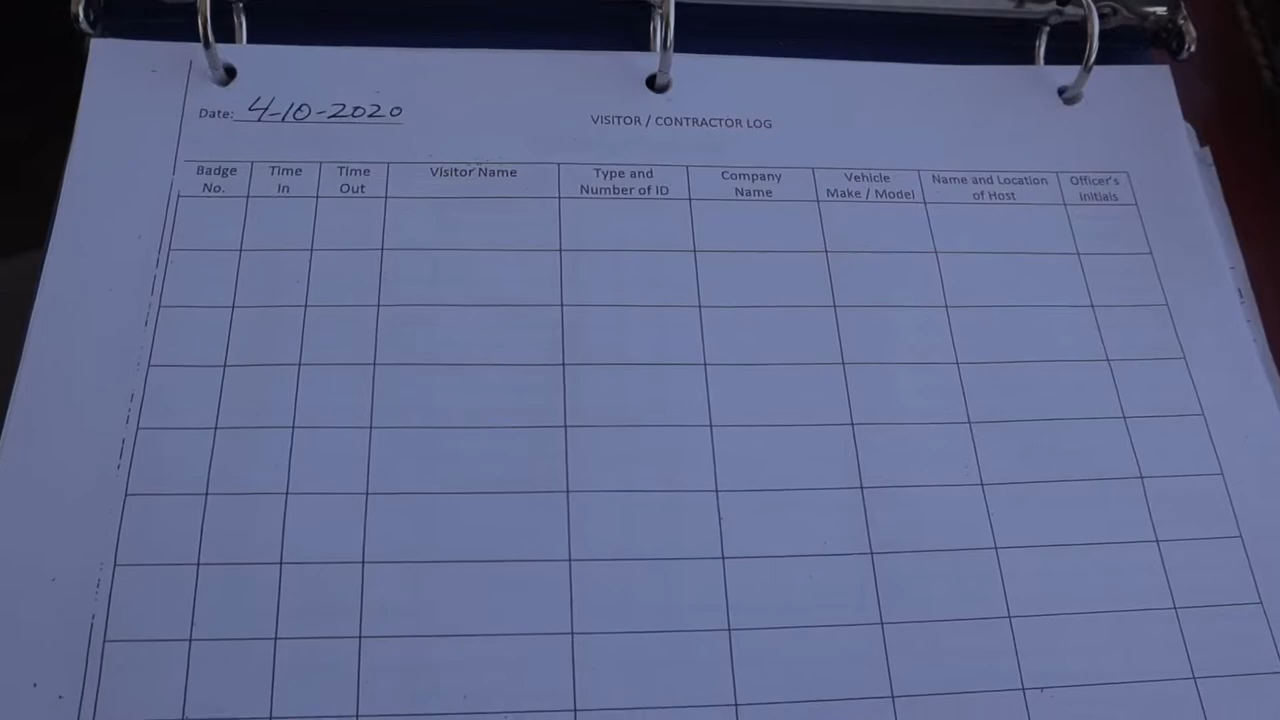 Date: 4-10-2020
VISITOR / CONTRACTOR LOG
Badge No.
Time In
Time Out
Visitor Name
Type and Number of ID
Company Name
Vehicle Make / Model
Name and Location of Host
Officer's Initials